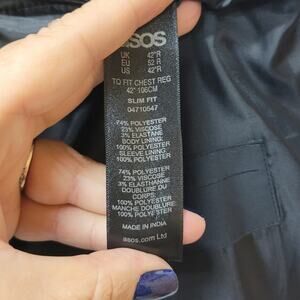 ASOS
UK 42"R
EU 52 R
US 42"R
TO FIT CHEST REG
42" 106CM
SLIM FIT
04710547
74% POLYESTER
23% VISCOSE
3% ELASTANE
BODY LINING:
100% POLYESTER
SLEEVE LINING:
100% POLYESTER
74% POLYESTER
23% VISCOSE
3% ELASTHANNE
DOUBLURE DU
CORPS:
100% POLYESTER
MANCHE DOUBLURE:
100% POLYESTER
MADE IN INDIA
asos.com Ltd